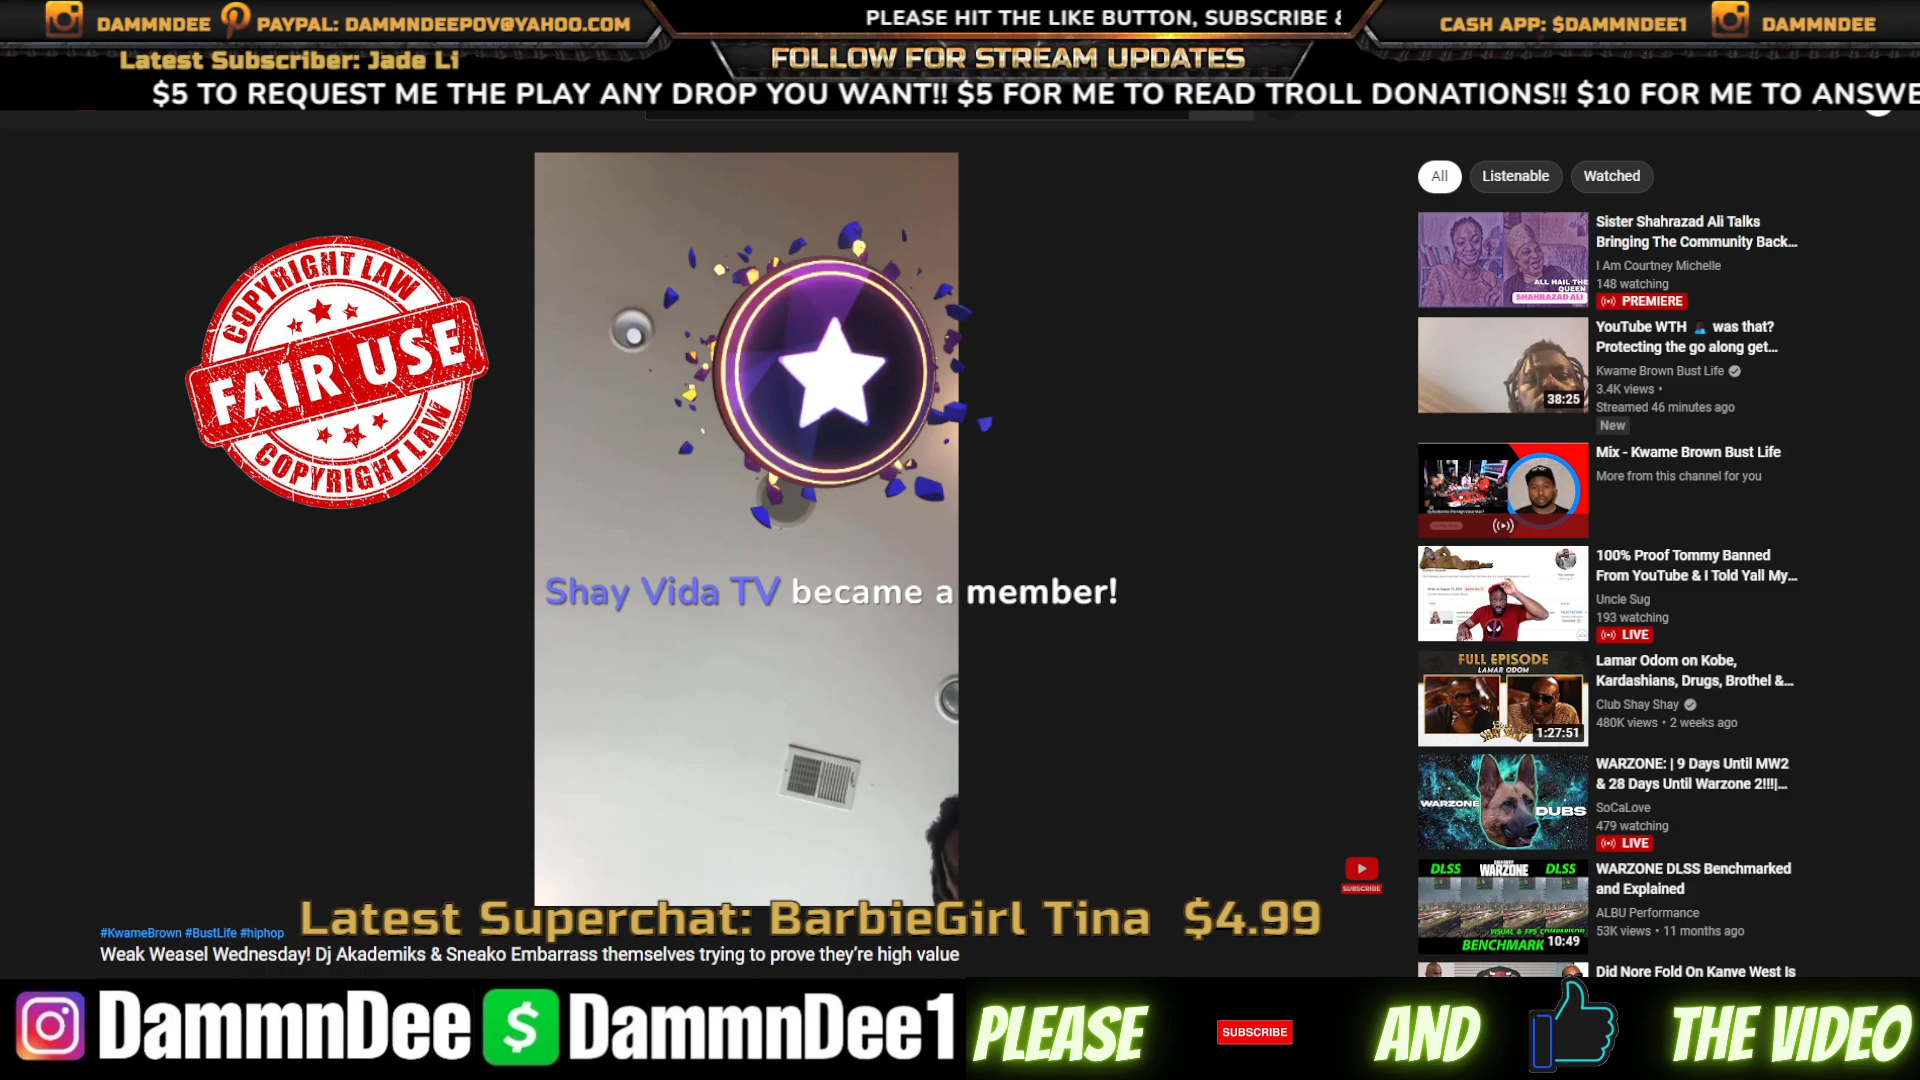 DAMMNDEE
PAYPAL: DAMMNDEEPOV@YAHOO.COM
PLEASE HIT THE LIKE BUTTON, SUBSCRIBE &
CASH APP: $DAMMNDEE1
DAMMNDEE
Latest Subscriber: Jade Li
FOLLOW FOR STREAM UPDATES
$5 TO REQUEST ME THE PLAY ANY DROP YOU WANT!! $5 FOR ME TO READ TROLL DONATIONS!! $10 FOR ME TO ANSWE
COPYRIGHT LAW
FAIR USE
COPYRIGHT LAW
Shay Vida TV became a member!
All
Listenable
Watched
ALL HAIL THE
QUEEN
SHAHRAZAD ALI
Sister Shahrazad Ali Talks
Bringing The Community Back...
I Am Courtney Michelle
148 watching
PREMIERE
38:25
YouTube WTH was that?
Protecting the go along get...
Kwame Brown Bust Life
3.4K views •
Streamed 46 minutes ago
New
Mix - Kwame Brown Bust Life
More from this channel for you
100% Proof Tommy Banned
From YouTube & I Told Yall My...
Uncle Sug
193 watching
LIVE
FULL EPISODE
LAMAR ODOM
1:27:51
Lamar Odom on Kobe,
Kardashians, Drugs, Brothel &...
Club Shay Shay
480K views • 2 weeks ago
WARZONE
DUBS
WARZONE: | 9 Days Until MW2
& 28 Days Until Warzone 2!!!|...
SoCaLove
479 watching
LIVE
DLSS
WARZONE
DLSS
VISUAL & FPS COMPARISON
BENCHMARK
10:49
WARZONE DLSS Benchmarked
and Explained
ALBU Performance
53K views • 11 months ago
Did Nore Fold On Kanye West Is
SUBSCRIBE
Latest Superchat: BarbieGirl Tina $4.99
#KwameBrown #BustLife #hiphop
Weak Weasel Wednesday! Dj Akademiks & Sneako Embarrass themselves trying to prove they're high value
DammnDee
DammnDee1
PLEASE
SUBSCRIBE
AND
THE VIDEO